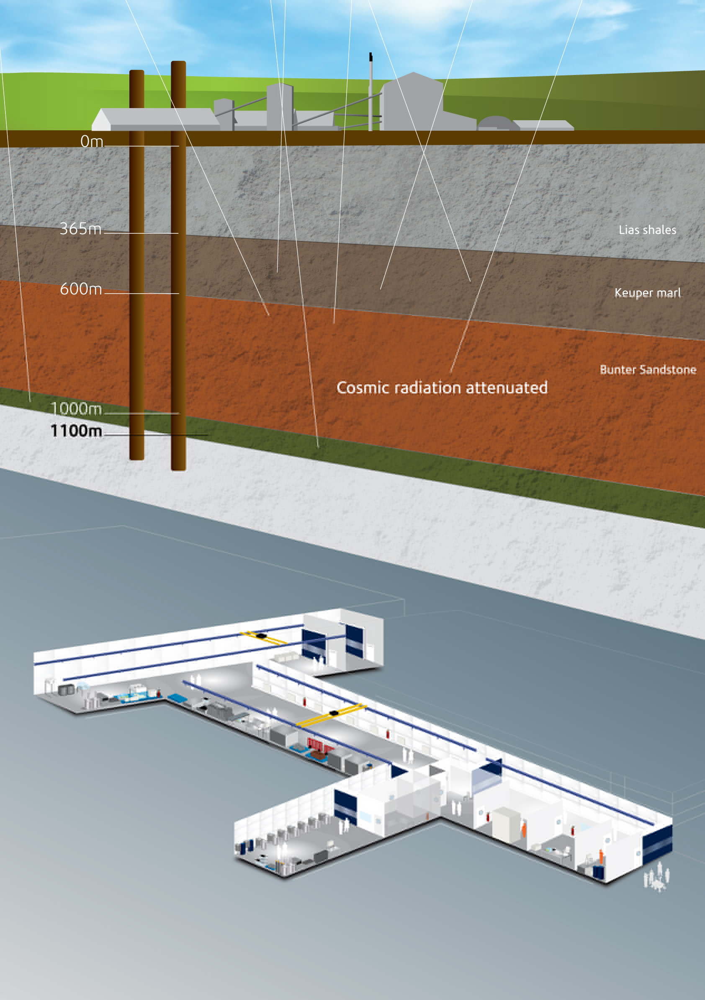 0m
365m
Lias shales
600m
Keuper marl
Bunter Sandstone
Cosmic radiation attenuated
1000m
1100m